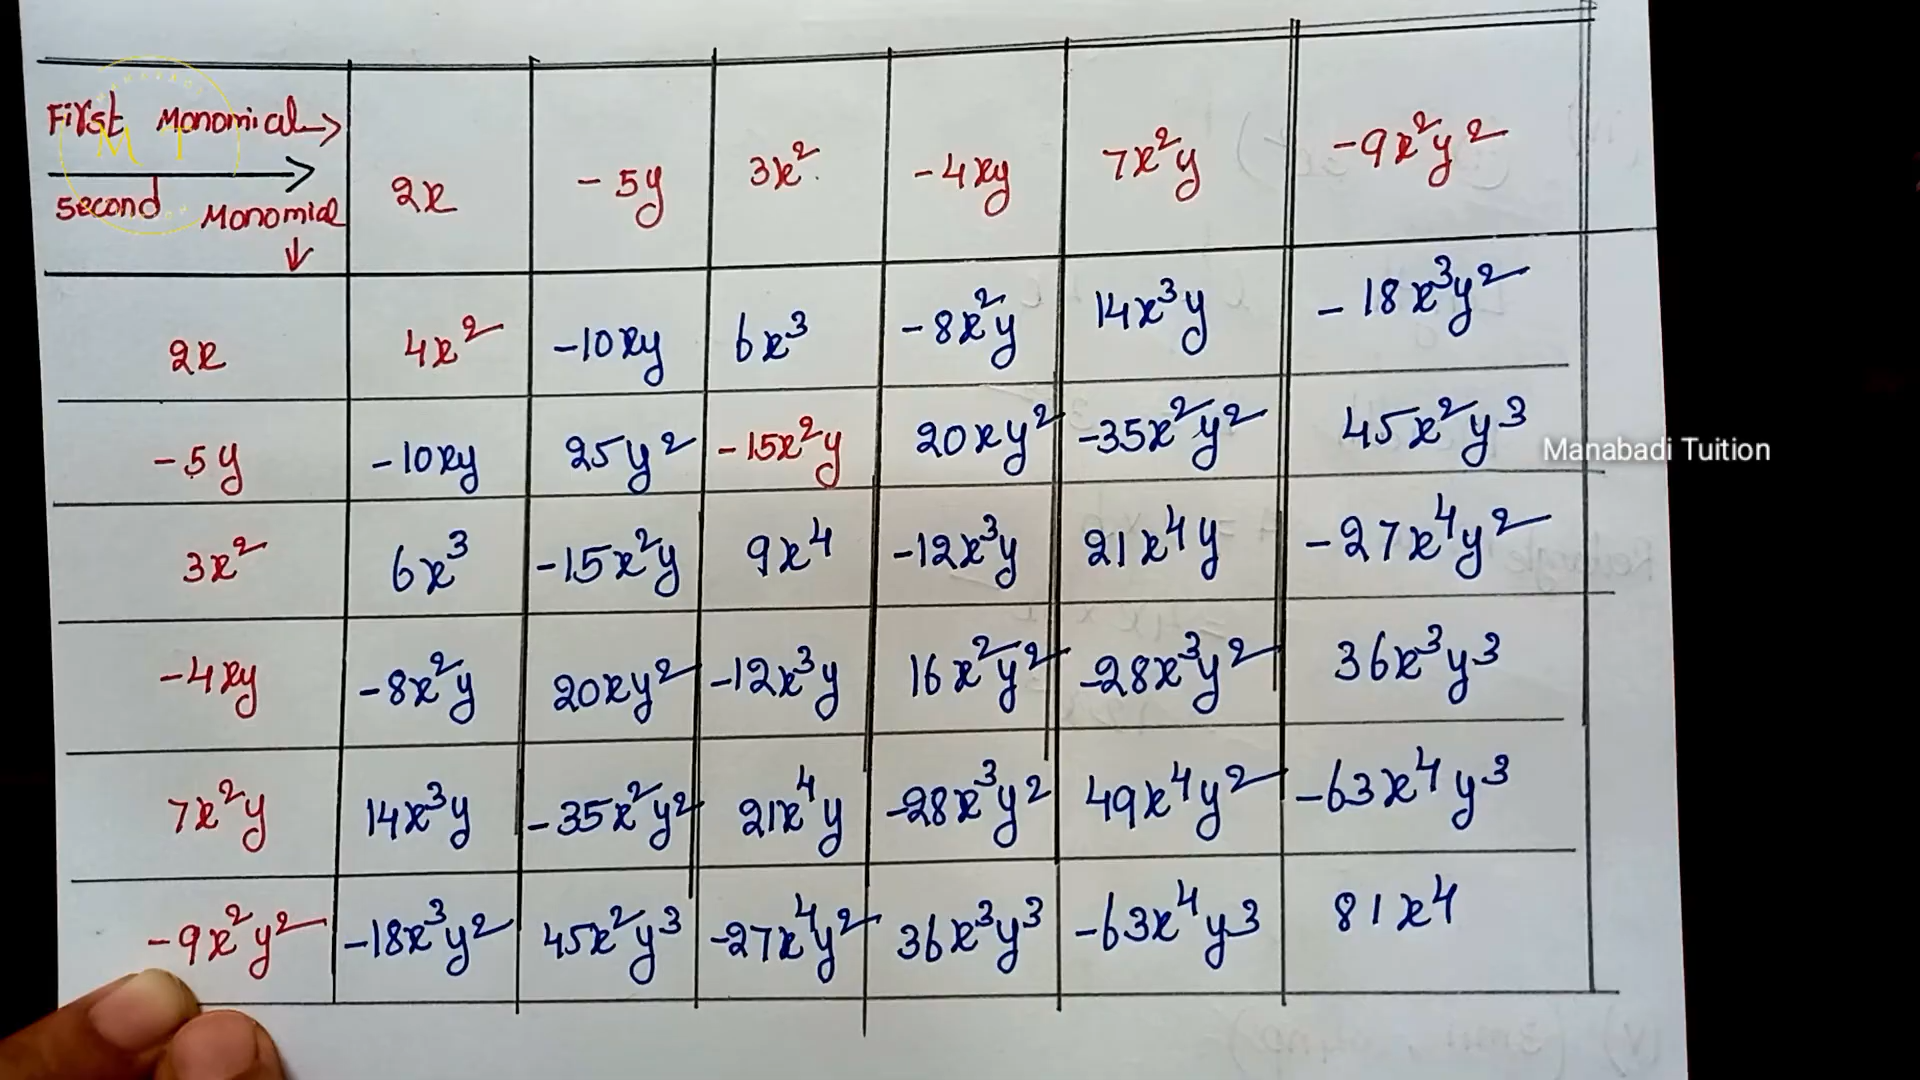 First Monomial→
M T
Second Monomial ↓
2x -5y 3x² -4xy 7x²y -9x²y²
2x 4x² -10xy 6x³ -8x²y 14x³y -18x³y²
-5y -10xy 25y² -15x²y 20xy² -35x²y² 45x²y³
Manabadi Tuition
3x² 6x³ -15x²y 9x⁴ -12x³y 21x⁴y -27x⁴y²
-4xy -8x²y 20xy² -12x³y 16x²y² -28x³y² 36x³y³
7x²y 14x³y -35x²y² 21x⁴y -28x³y² 49x⁴y² -63x⁴y³
-9x²y² -18x³y² 45x²y³ -27x⁴y² 36x³y³ -63x⁴y³ 81x⁴